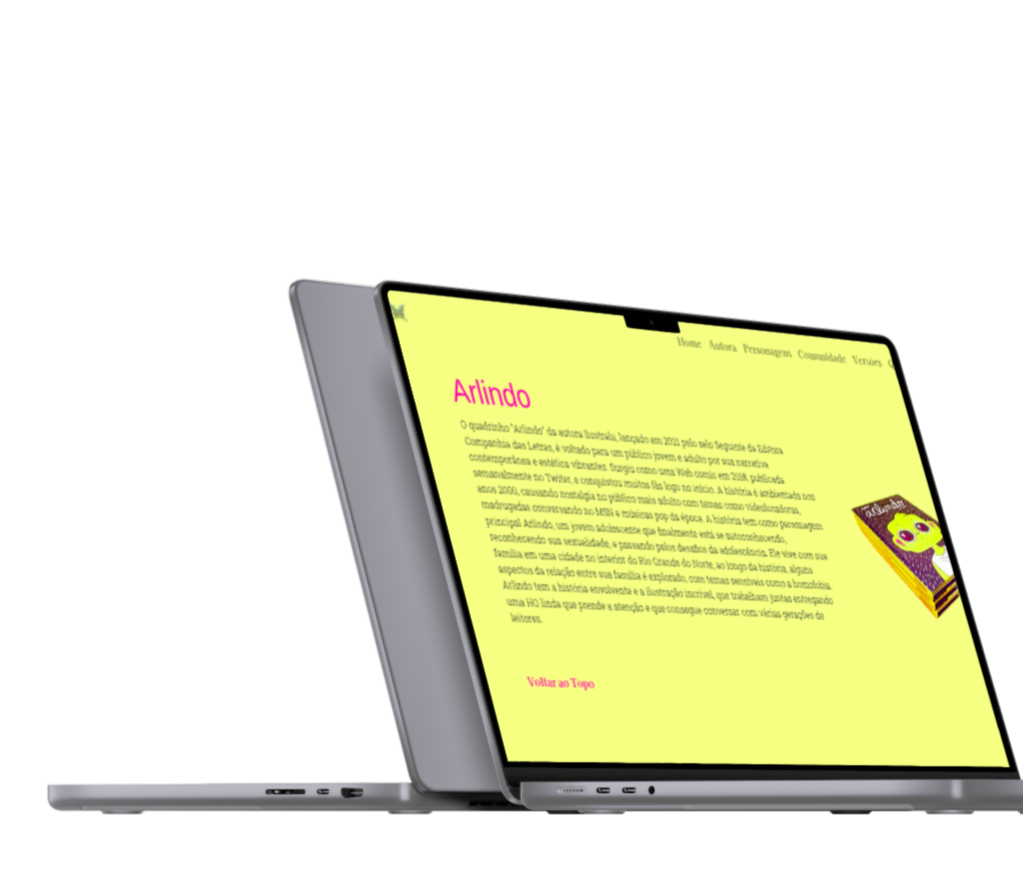 Home Autora Personagens Comunidade Versões
Arlindo
O quadrinho "Arlindo" da autora Ilustralu, lançado em 2021 pelo selo Seguinte da Editora
Companhia das Letras, é voltado para um público jovem e adulto por sua narrativa
contemporânea e estética vibrantes. Surgiu como uma Web comic em publicada
semanalmente no Twiter, e conquistou muitos fãs logo no início. A história é ambientada nos
anos 2000, causando nostalgia no público mais adulto com temas como videolocadoras,
madrugadas conversando no MSN e músicas pop da época. A história tem como personagem
principal Arlindo, um jovem adolescente que finalmente está se autoconhecendo,
reconhecendo sua sexualidade, e passando pelos desafios da adolescência. Ele vive com sua
família em uma cidade no interior do Rio Grande do Norte, ao longo da história, alguns
aspectos da relação entre sua família é explorado, com temas sensíveis como a homofobia.
Arlindo tem a história envolvente e a ilustração incrível, que trabalham juntas entregando
uma HQ linda que prende a atenção e que consegue conversar com várias gerações de
leitores.
arlindo
Voltar ao Topo